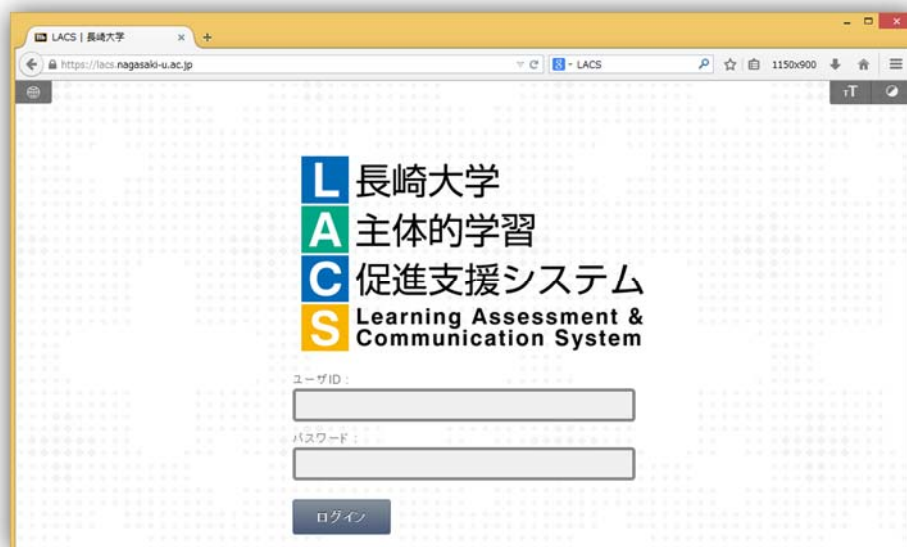 LACS | 長崎大学
https://lacs.nagasaki-u.ac.jp
8 - LACS
1150x900
TT
L 長崎大学
A 主体的学習
C 促進支援システム
S Learning Assessment &
Communication System
ユーザID :
パスワード :
ログイン